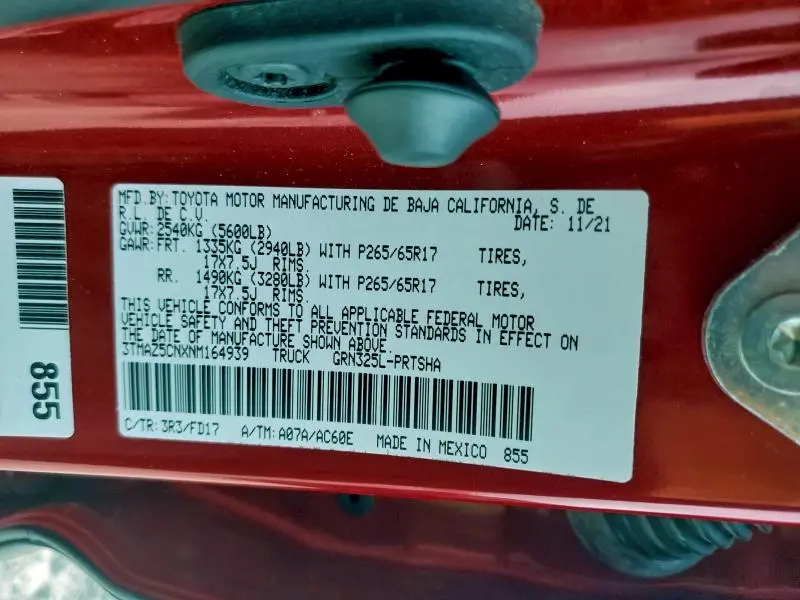 MFD.BY:TOYOTA MOTOR MANUFACTURING DE BAJA CALIFORNIA, S. DE
R.L. DE C.V. DATE: 11/21
GVWR:2540KG (5600LB)
GAWR:FRT. 1335KG (2940LB) WITH P265/65R17 TIRES,
17X7.5J RIMS.
RR. 1490KG (3280LB) WITH P265/65R17 TIRES,
17X7.5J RIMS.
THIS VEHICLE CONFORMS TO ALL APPLICABLE FEDERAL MOTOR
VEHICLE SAFETY AND THEFT PREVENTION STANDARDS IN EFFECT ON
THE DATE OF MANUFACTURE SHOWN ABOVE.
3TMAZ5CNXNM164939 TRUCK GRN325L-PRTSHA
C/TR:3R3/FD17 A/TM:A07A/AC60E MADE IN MEXICO 855
855